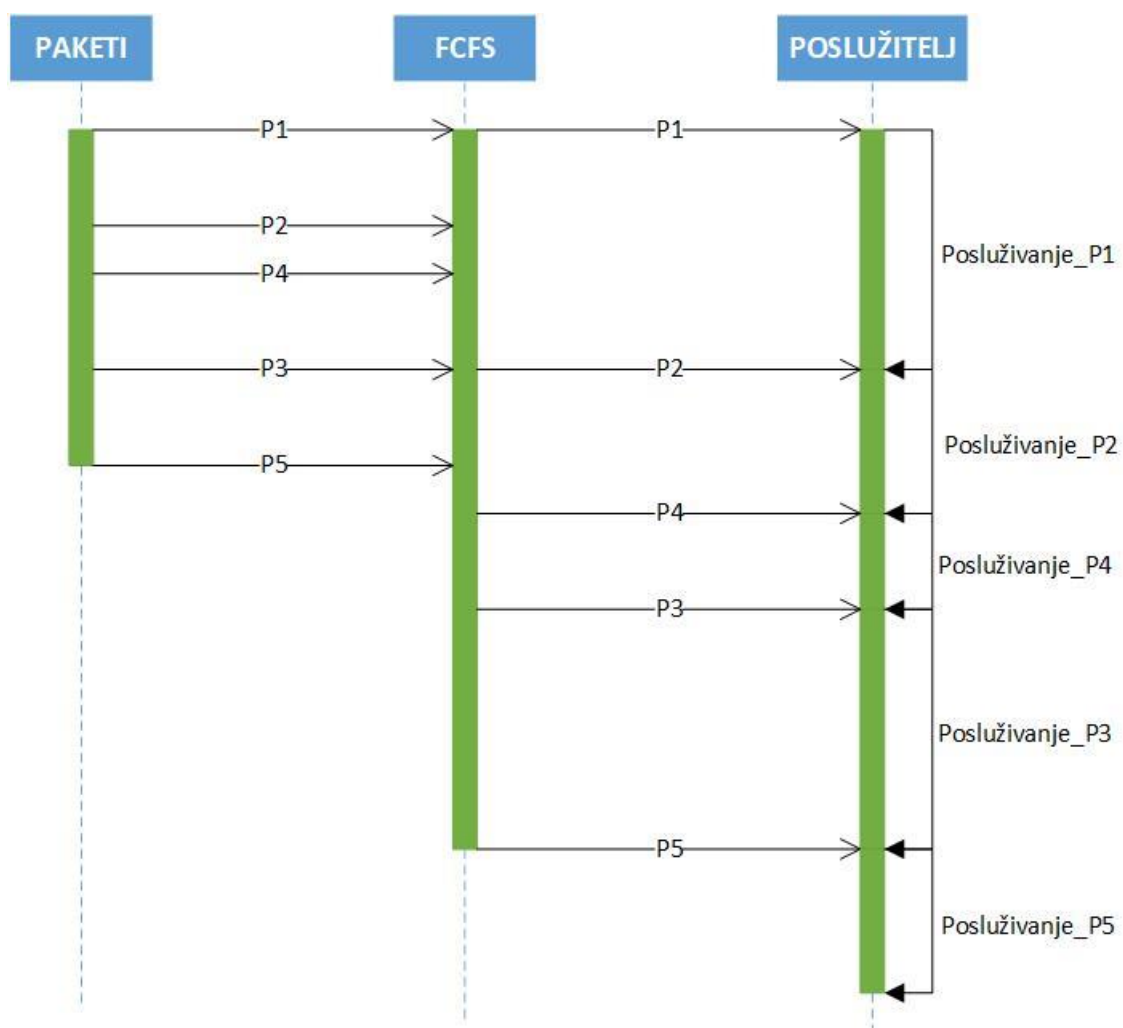 PAKETI
FCFS
POSLUŽITELJ
P1
P1
P2
P4
Posluživanje_P1
P3
P2
P5
Posluživanje_P2
P4
Posluživanje_P4
P3
Posluživanje_P3
P5
Posluživanje_P5